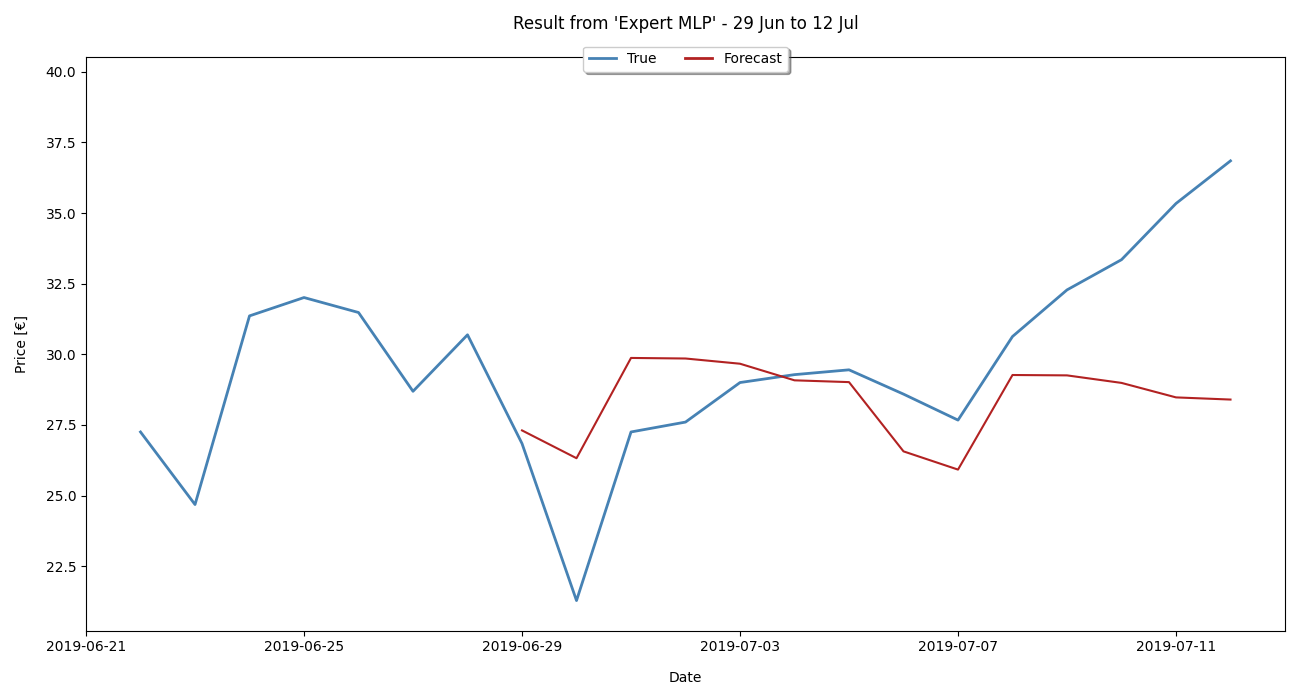 Result from 'Expert MLP' - 29 Jun to 12 Jul
True Forecast
40.0
37.5
35.0
32.5
30.0
27.5
25.0
22.5
Price [€]
2019-06-21 2019-06-25 2019-06-29 2019-07-03 2019-07-07 2019-07-11
Date